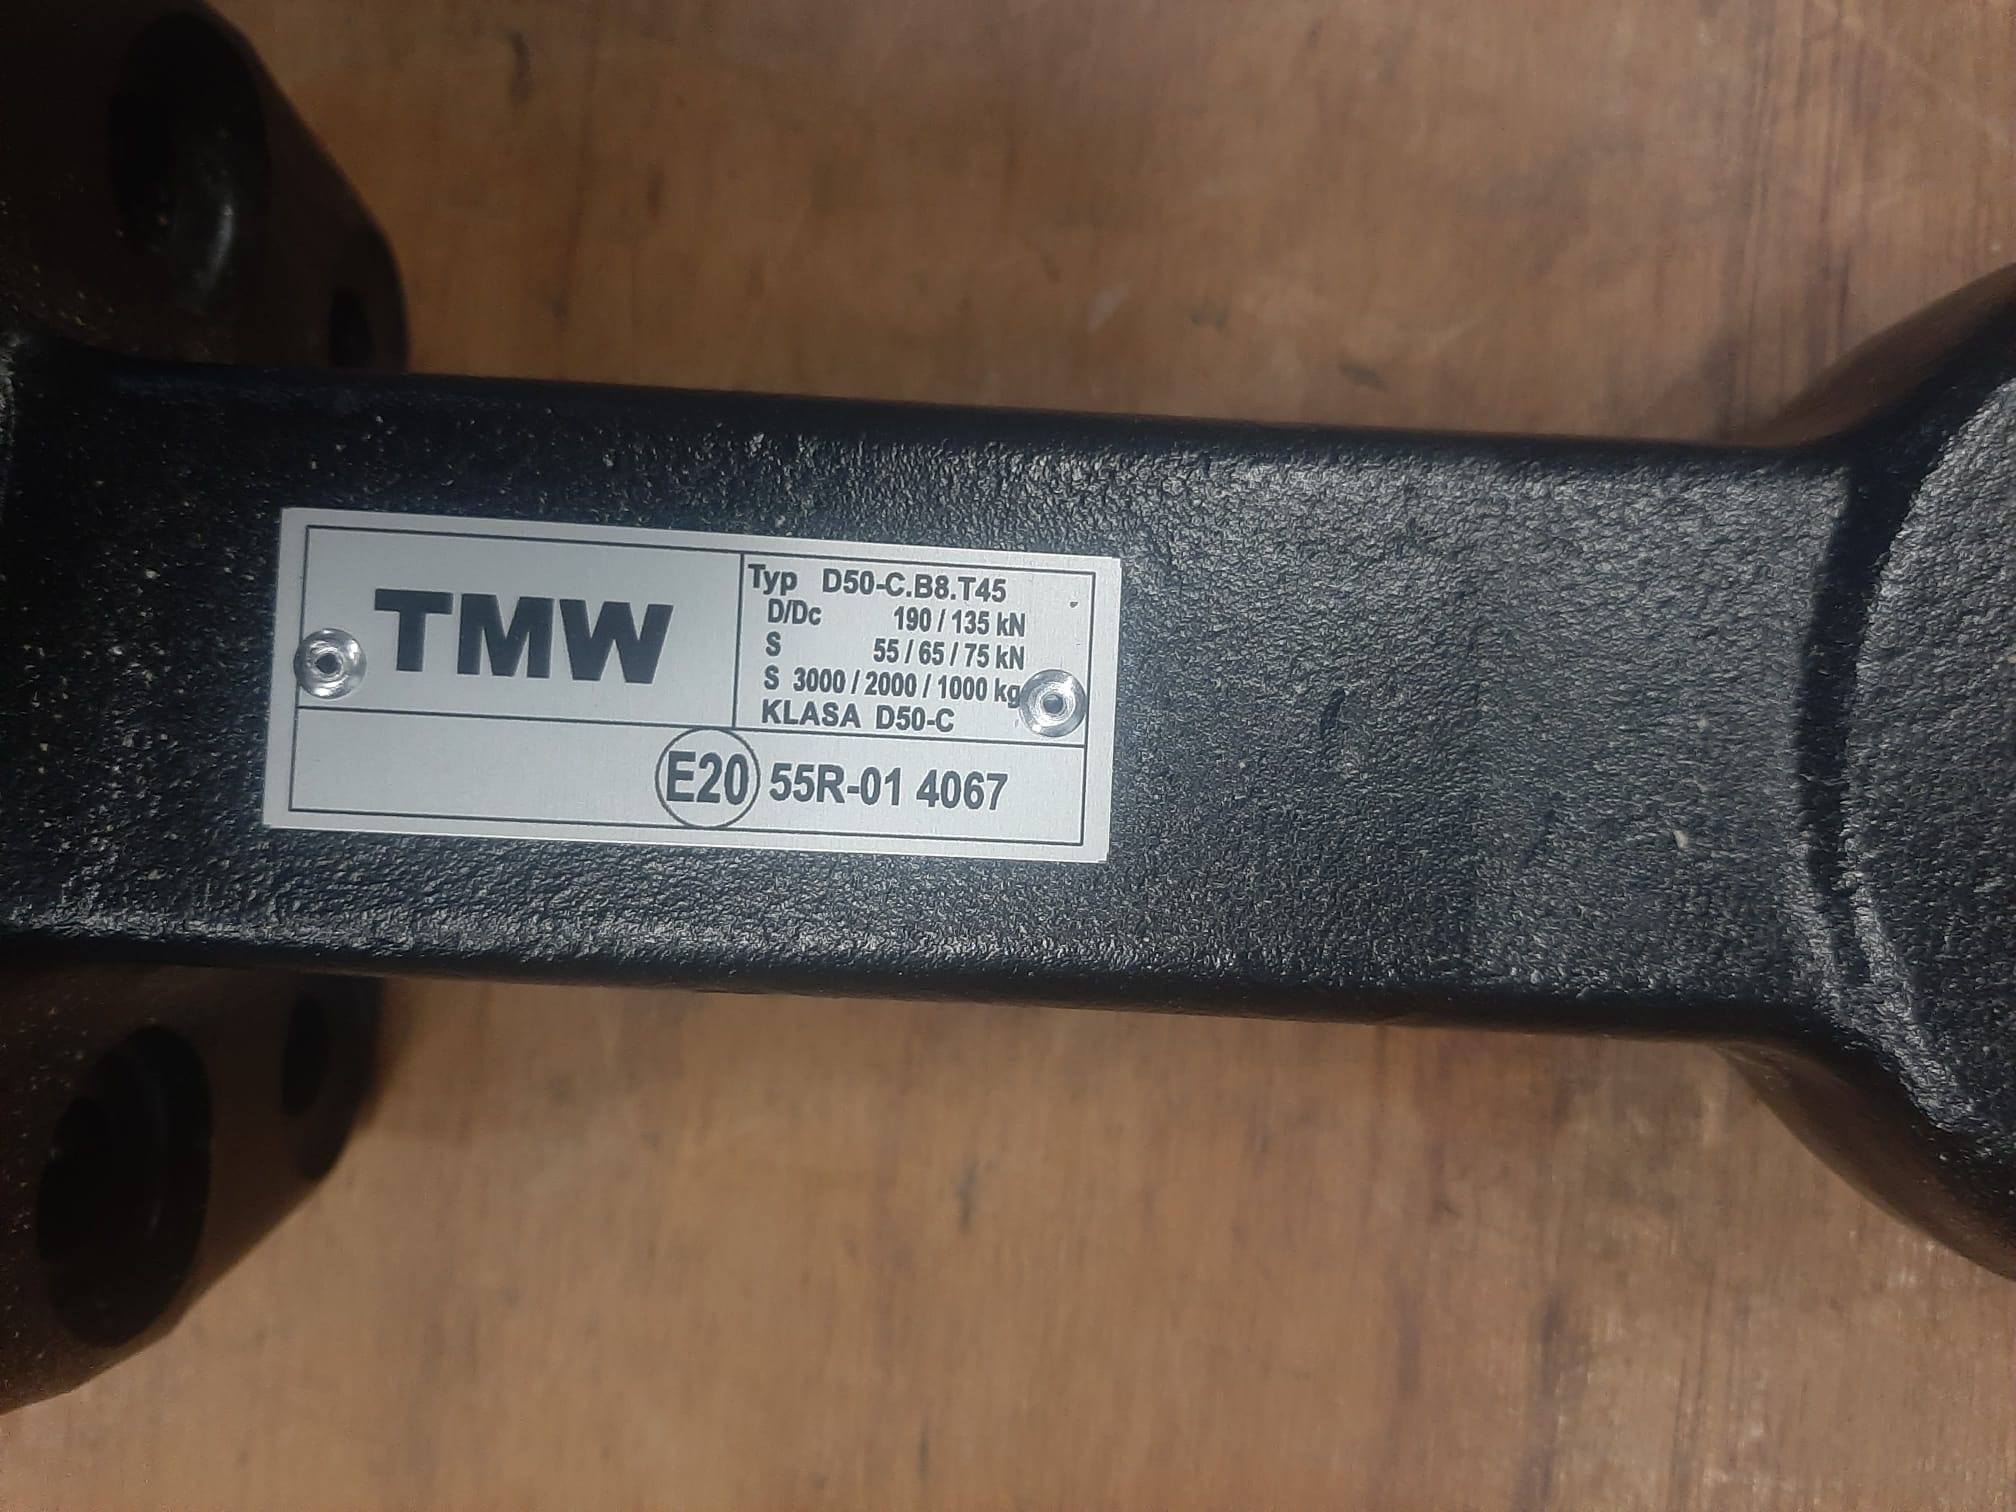 TMW
Typ D50-C.B8.T45
D/Dc 190 / 135 kN
S 55 / 65 / 75 kN
S 3000 / 2000 / 1000 kg
KLASA D50-C
E20 55R-01 4067